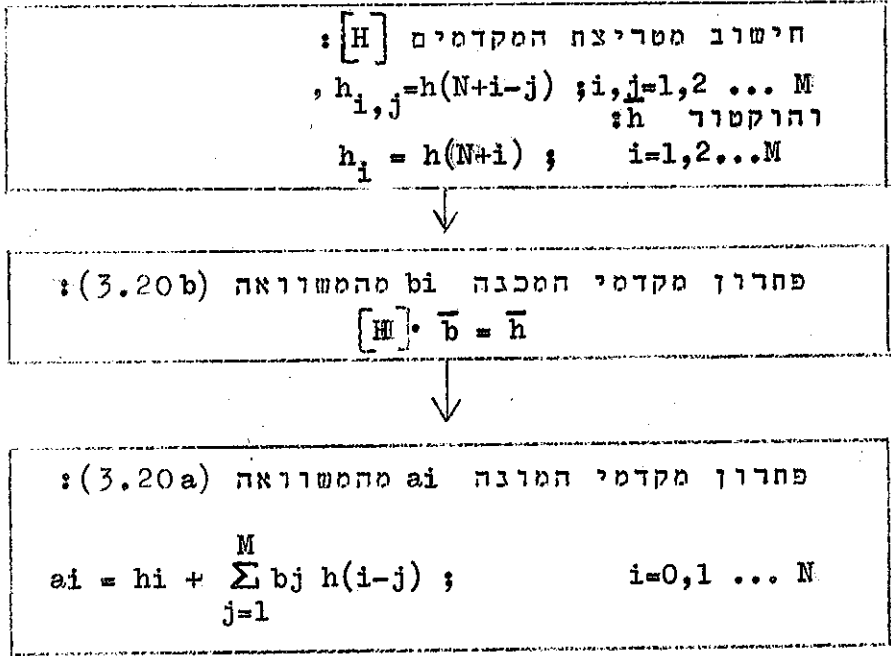 חישוב מטריצת המקדמים [H]:
h_{i,j}=h(N+i-j) ;i,j=1,2 ... M ,
והוקטור h̅:
h_i = h(N+i) ; i=1,2...M
פתרון מקדמי המכנה bi מהמשוואה (3.20b):
[H]· b̅ = h̅
פתרון מקדמי המונה ai מהמשוואה (3.20a):
M
ai = hi + Σ bj h(i-j) ; i=0,1 ... N
j=1